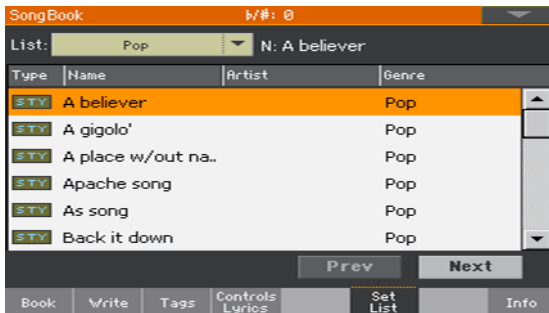 SongBook ♭/#: 0
List: Pop N: A believer
Type Name Artist Genre
STY A believer Pop
STY A gigolo' Pop
STY A place w/out na.. Pop
STY Apache song Pop
STY As song Pop
STY Back it down Pop
Prev Next
Book Write Tags Controls Lyrics Set List Info